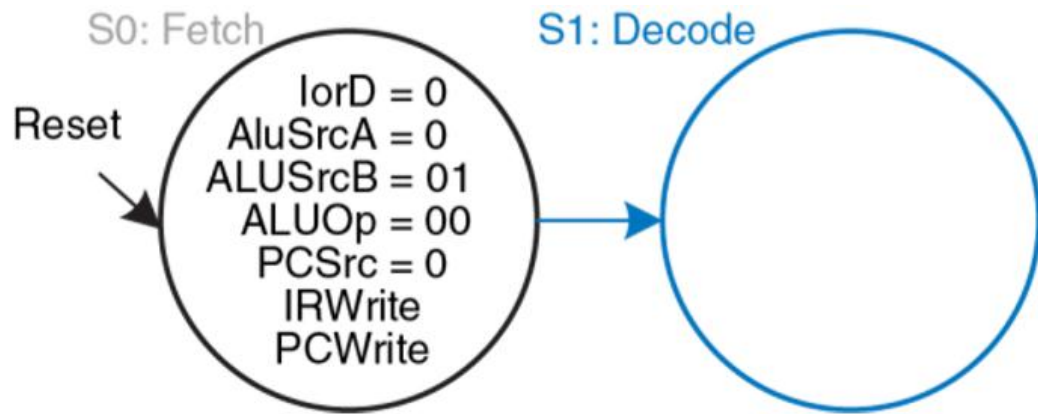 S0: Fetch
S1: Decode
Reset
IorD = 0
AluSrcA = 0
ALUSrcB = 01
ALUOp = 00
PCSrc = 0
IRWrite
PCWrite